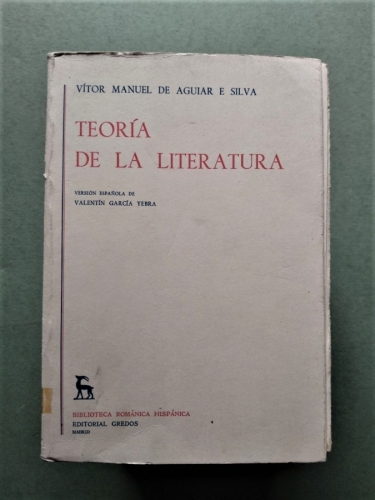 VÍTOR MANUEL DE AGUIAR E SILVA
TEORÍA
DE LA LITERATURA
VERSIÓN ESPAÑOLA DE
VALENTÍN GARCÍA YEBRA
BIBLIOTECA ROMÁNICA HISPÁNICA
EDITORIAL GREDOS
MADRID